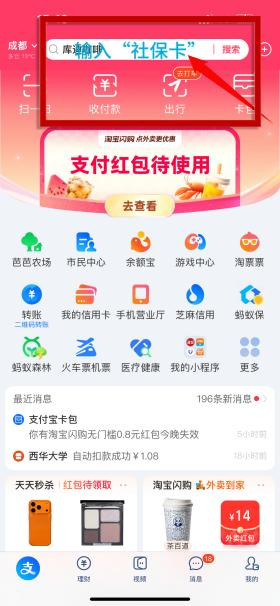 成都
多云 19°C
输入“社保卡”
搜索
去打车
扫一扫
收付款
出行
卡包
淘宝闪购 点外卖更优惠
支付红包待使用
去查看
芭芭农场
市民中心
余额宝
游戏中心
淘票票
转账
我的信用卡
手机营业厅
芝麻信用
蚂蚁保
二维码转账
蚂蚁森林
火车票机票
医疗健康
我的小程序
更多
最近消息
196条新消息
支付宝卡包
你有淘宝闪购无门槛0.8元红包今晚失效
5小时前
西华大学
自动扣款成功￥1.08
18小时前
天天秒杀
红包待领取
淘宝闪购
外卖到家
茶百道
￥14
外卖红包
支
理财
视频
18
消息
我的